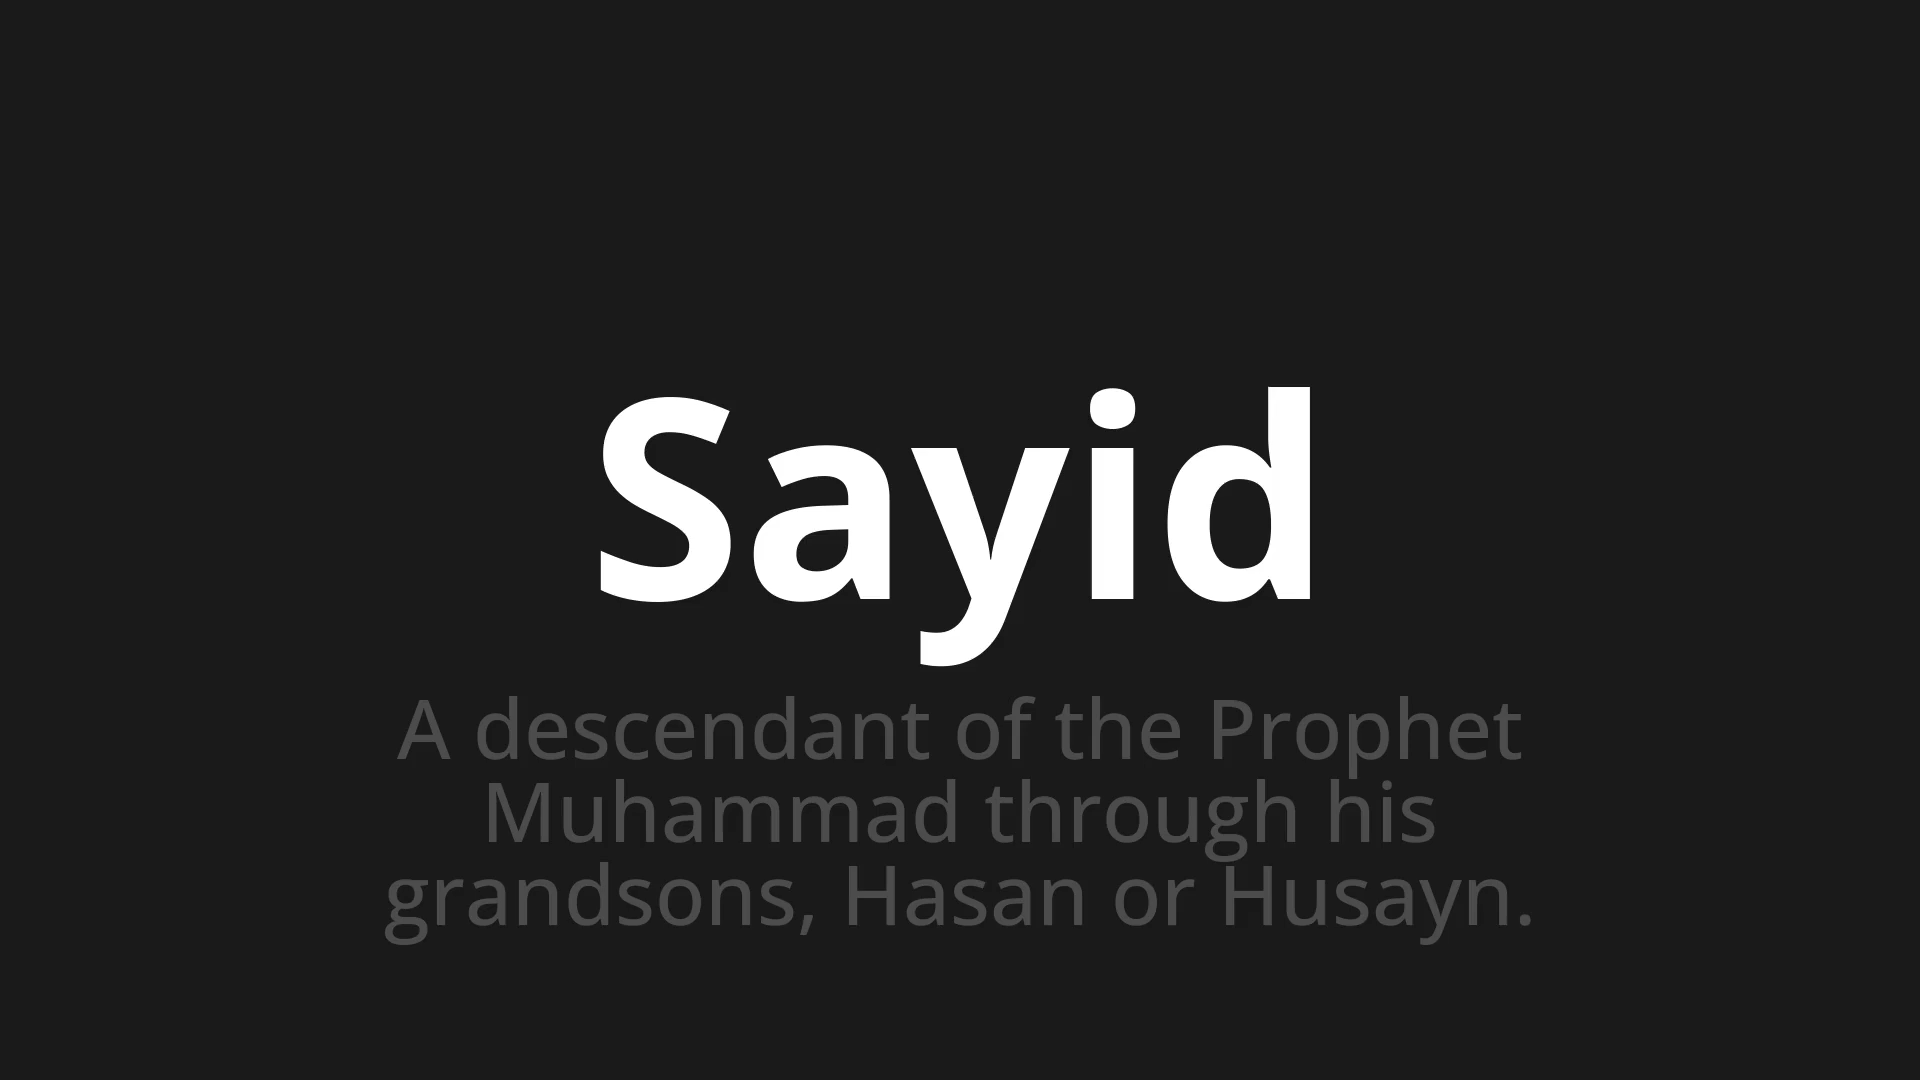 Sayid
A descendant of the Prophet
Muhammad through his
grandsons, Hasan or Husayn.